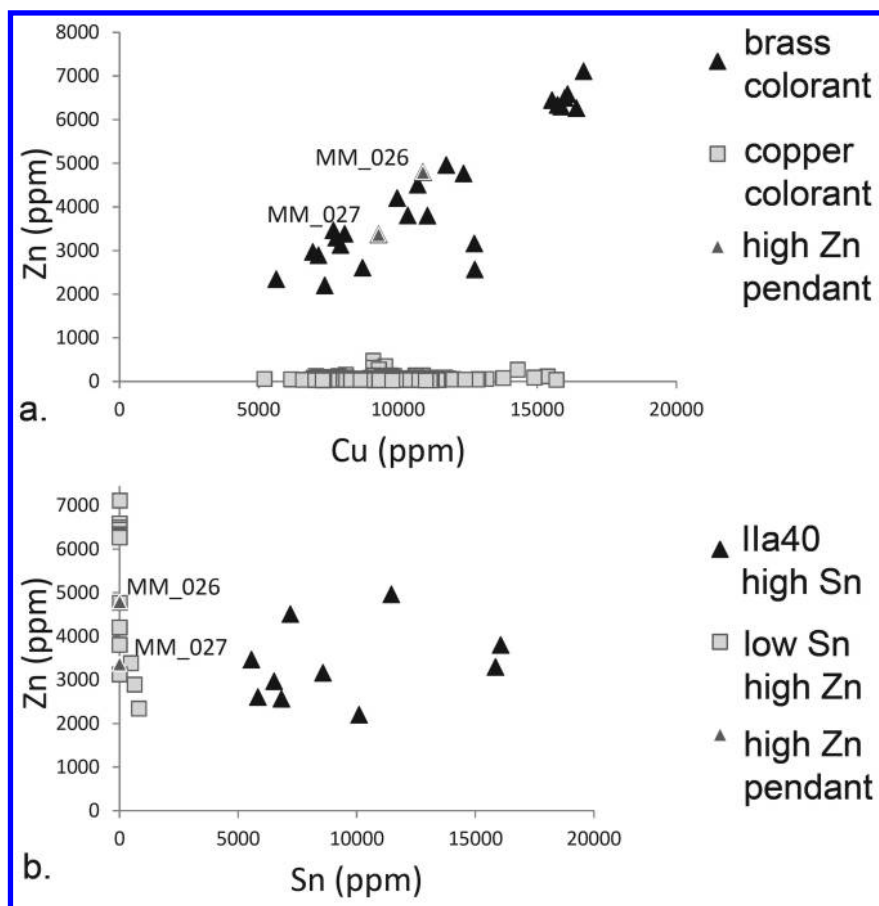 8000
7000
6000
5000
4000
3000
2000
1000
0
Zn (ppm)
MM_026
MM_027
0 5000 10000 15000 20000
Cu (ppm)
a.
brass
colorant
copper
colorant
high Zn
pendant
7000
6000
5000
4000
3000
2000
1000
0
Zn (ppm)
MM_026
MM_027
0 5000 10000 15000 20000
Sn (ppm)
b.
IIa40
high Sn
low Sn
high Zn
high Zn
pendant